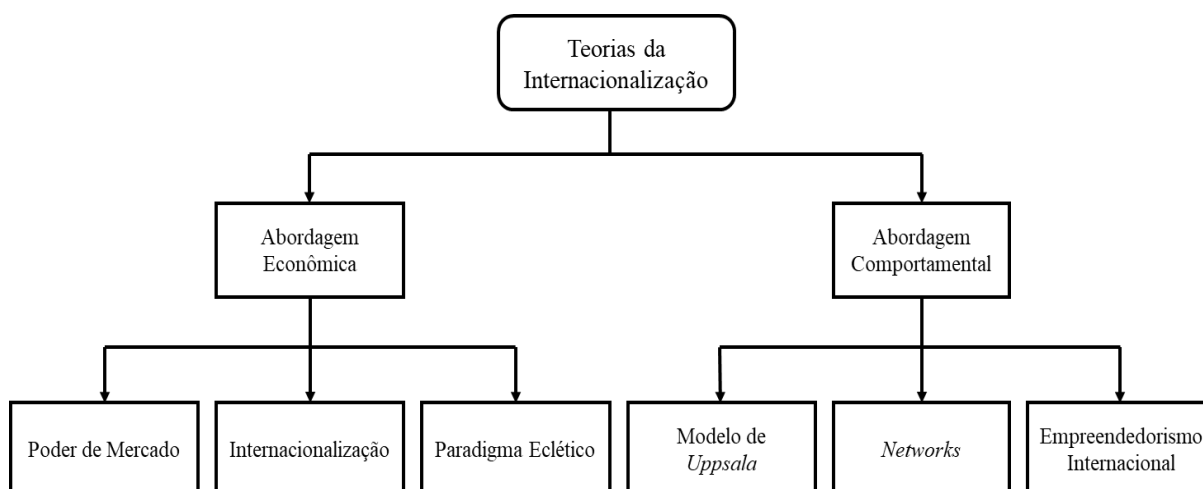 Teorias da
Internacionalização
Abordagem
Econômica
Abordagem
Comportamental
Poder de Mercado
Internacionalização
Paradigma Eclético
Modelo de
Uppsala
Networks
Empreendedorismo
Internacional